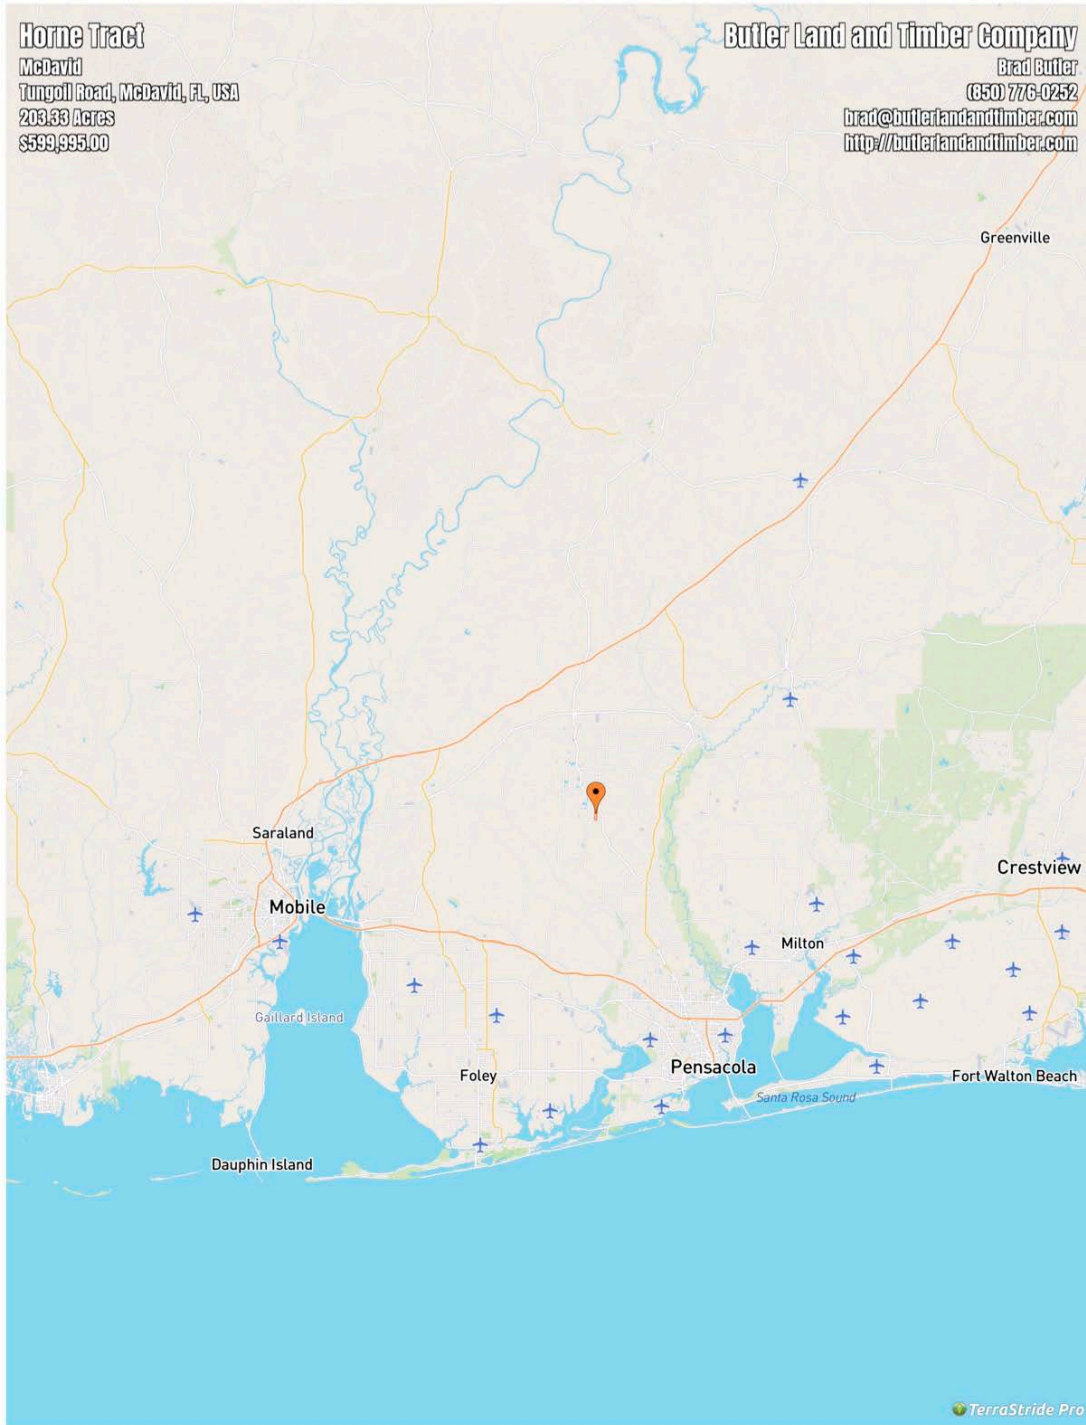 Horne Tract
McDavid
Tungoil Road, McDavid, FL, USA
203.33 Acres
$599,995.00
Butler Land and Timber Company
Brad Butler
(850) 776-0252
brad@butlerlandandtimber.com
http://butlerlandandtimber.com
Greenville
Saraland
Mobile
Crestview
Milton
Gaillard Island
Foley
Pensacola
Fort Walton Beach
Santa Rosa Sound
Dauphin Island
TerraStride Pro